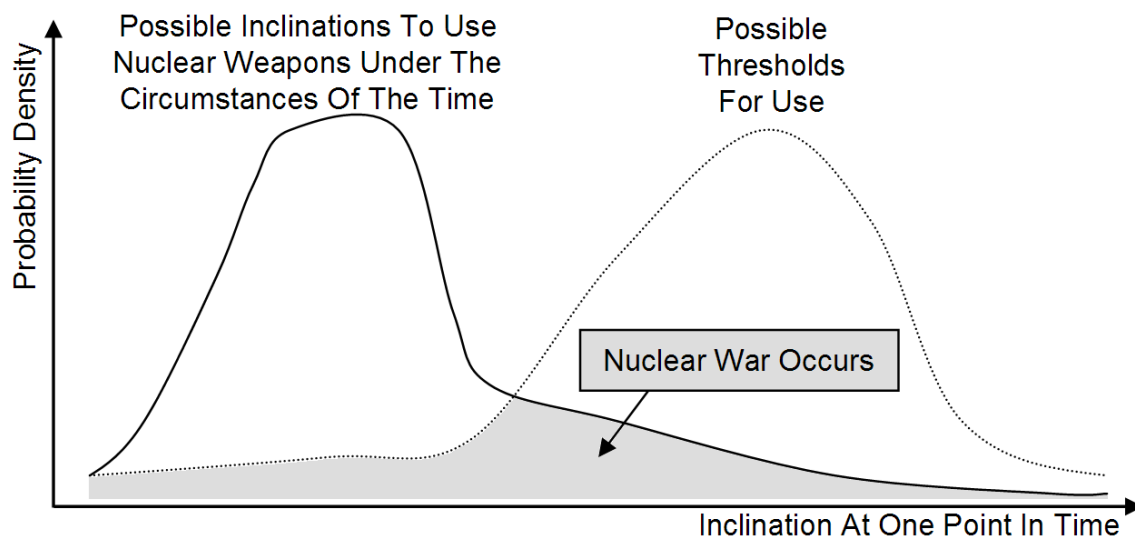 Possible Inclinations To Use
Nuclear Weapons Under The
Circumstances Of The Time
Possible
Thresholds
For Use
Probability Density
Nuclear War Occurs
Inclination At One Point In Time